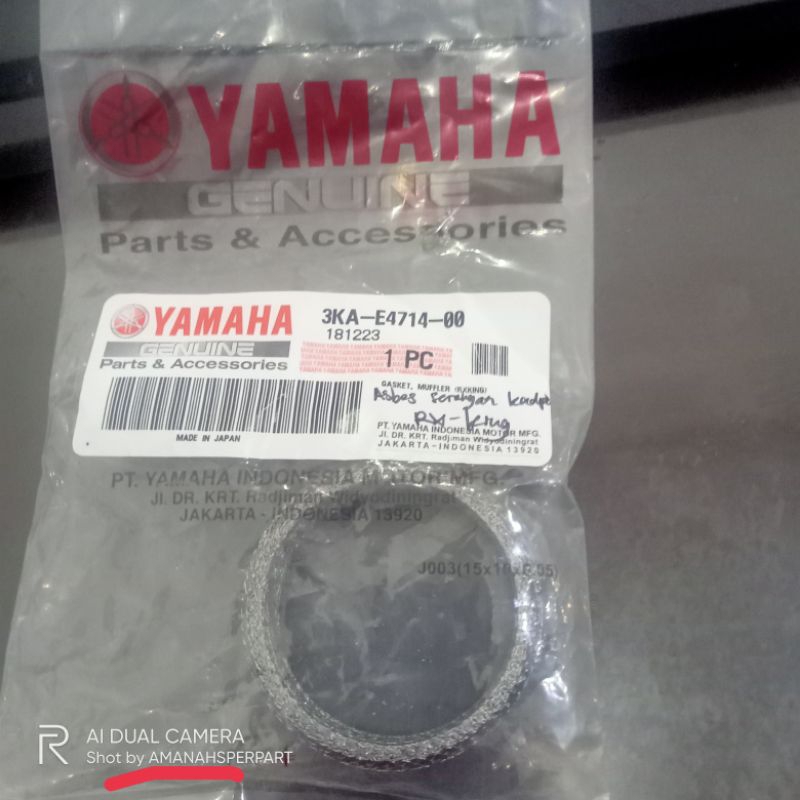 YAMAHA
GENUINE
Parts & Accessories
YAMAHA
GENUINE
Parts & Accessories
3KA-E4714-00
181223
1 PC
GASKET, MUFFLER (RXKING)
Asbes serangan
RX-King
MADE IN JAPAN
PT. YAMAHA INDONESIA MOTOR MFG.
JL. DR. KRT. Radjiman Widyodiningrat
JAKARTA-INDONESIA 13920
PT. YAMAHA INDONESIA MOTOR MFG.
Jl. DR. KRT. Radjiman Widyodiningrat
JAKARTA - INDONESIA 13920
AI DUAL CAMERA
Shot by AMANAHSPERPART